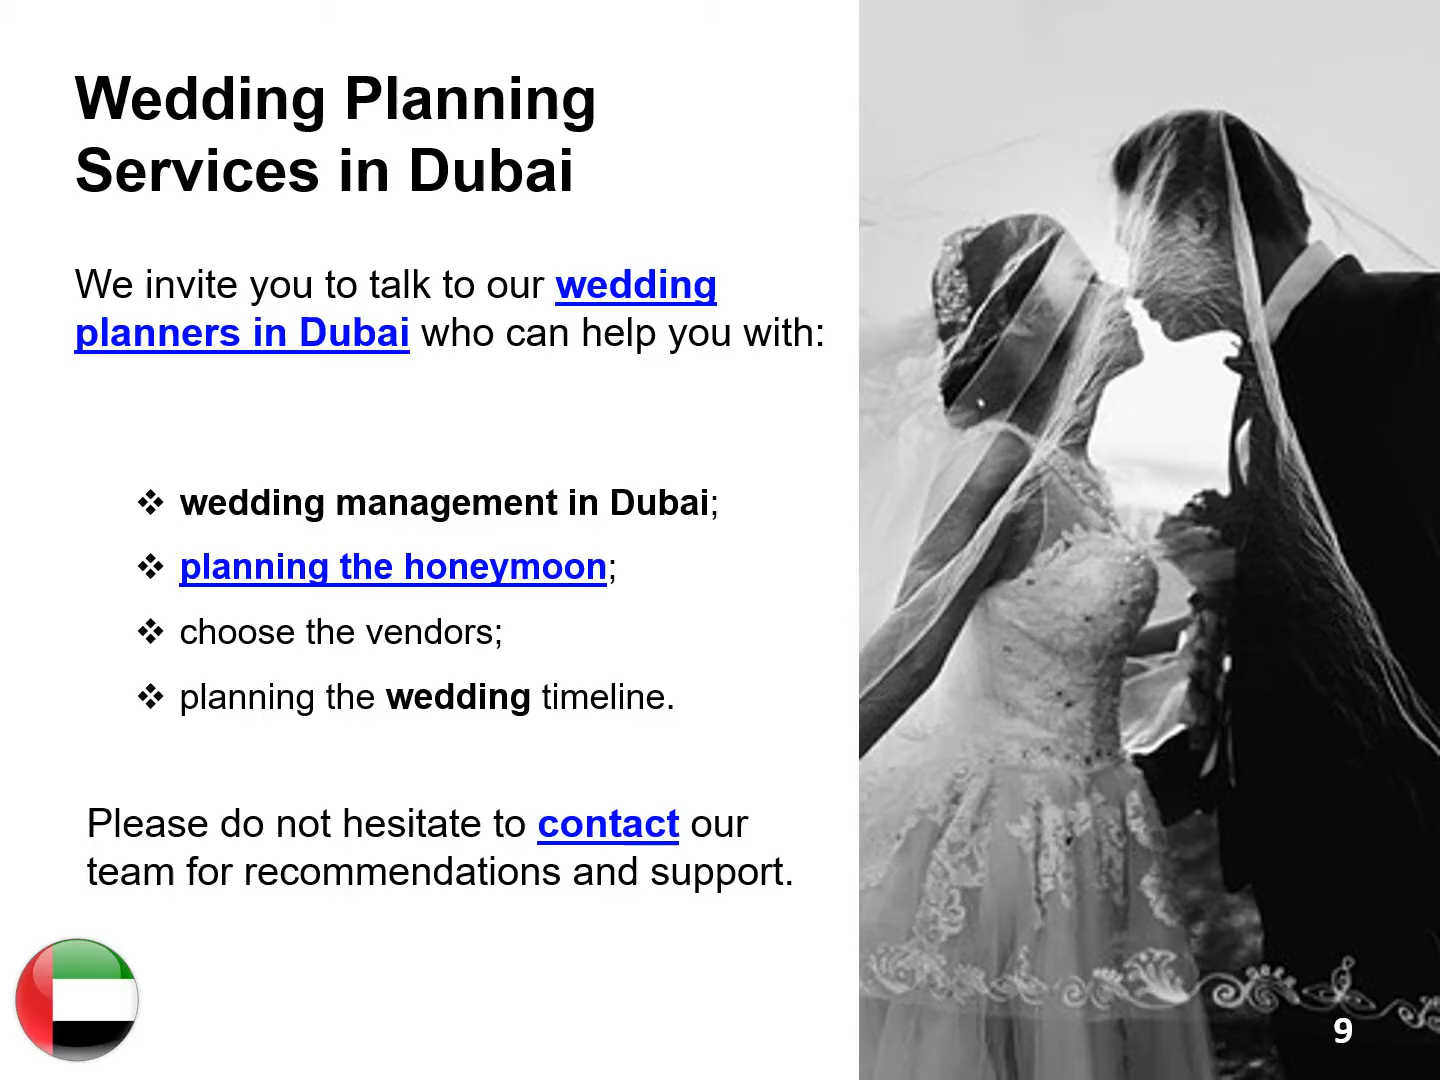 Wedding Planning
Services in Dubai
We invite you to talk to our wedding
planners in Dubai who can help you with:
❖ wedding management in Dubai;
❖ planning the honeymoon;
❖ choose the vendors;
❖ planning the wedding timeline.
Please do not hesitate to contact our
team for recommendations and support.
9